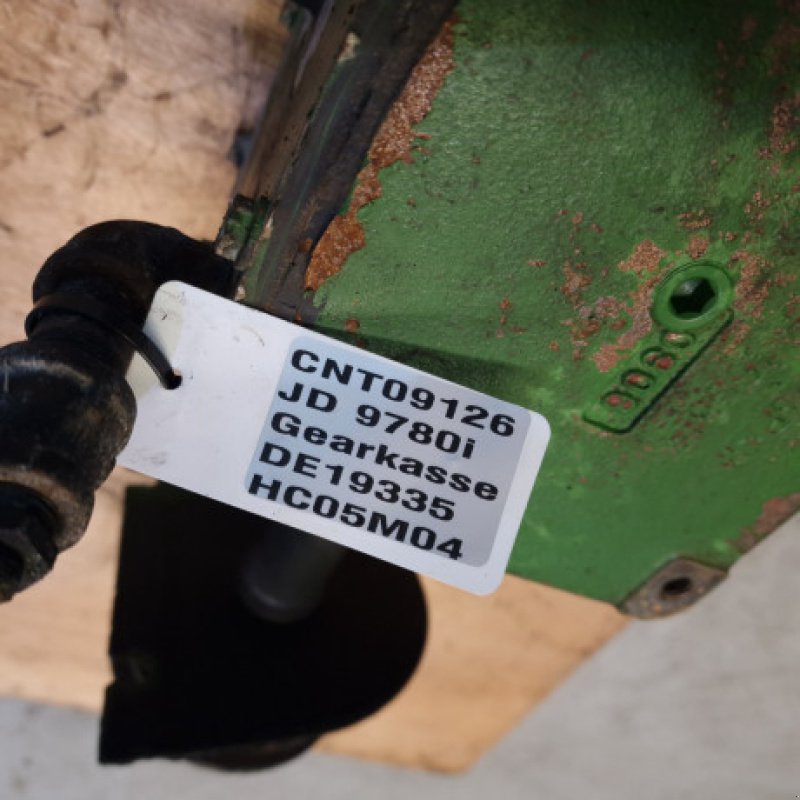 CNT09126
JD 9780i
Gearkasse
DE19335
HC05M04